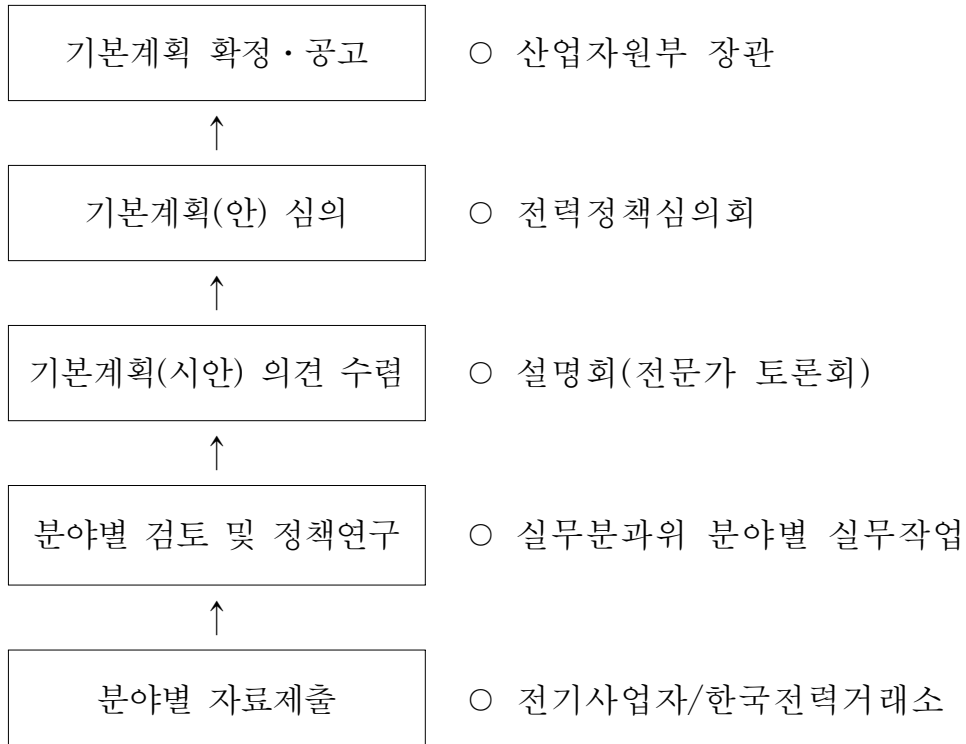 기본계획 확정·공고 ○ 산업자원부 장관
↑
기본계획(안) 심의 ○ 전력정책심의회
↑
기본계획(시안) 의견 수렴 ○ 설명회(전문가 토론회)
↑
분야별 검토 및 정책연구 ○ 실무분과위 분야별 실무작업
↑
분야별 자료제출 ○ 전기사업자/한국전력거래소